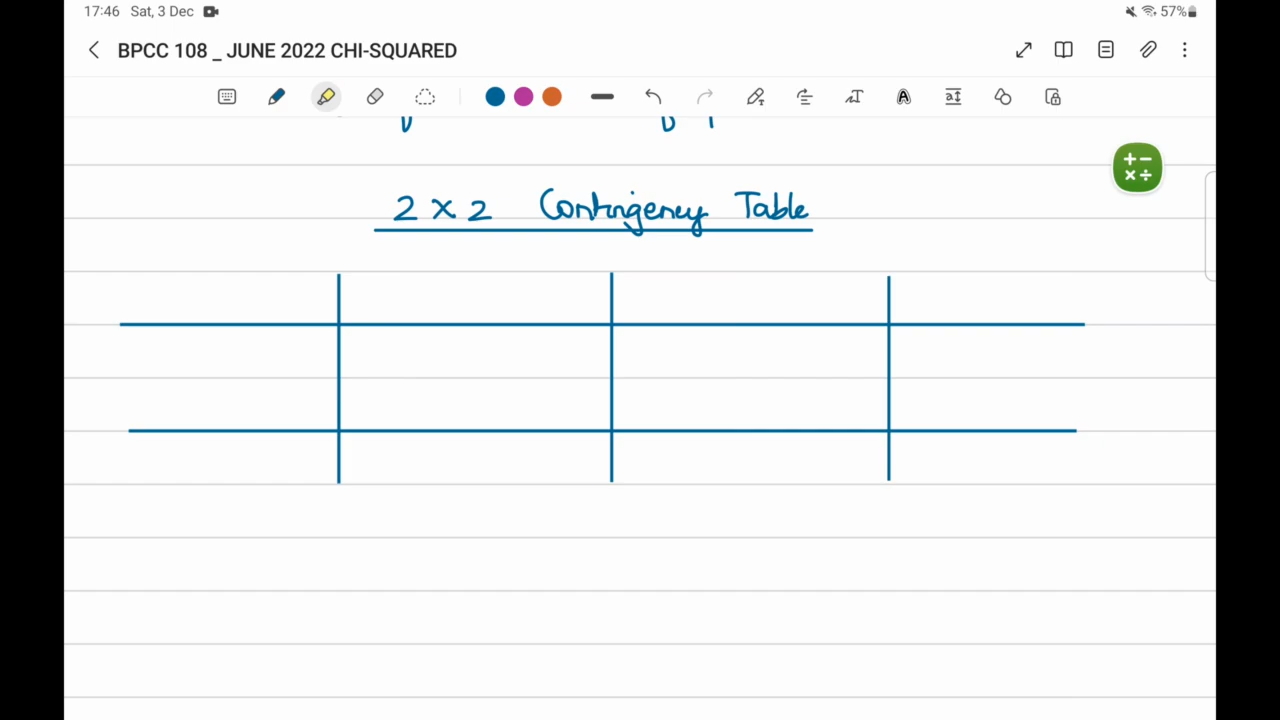 17:46 Sat, 3 Dec 57%
BPCC 108 _ JUNE 2022 CHI-SQUARED
2 x 2 Contingency Table